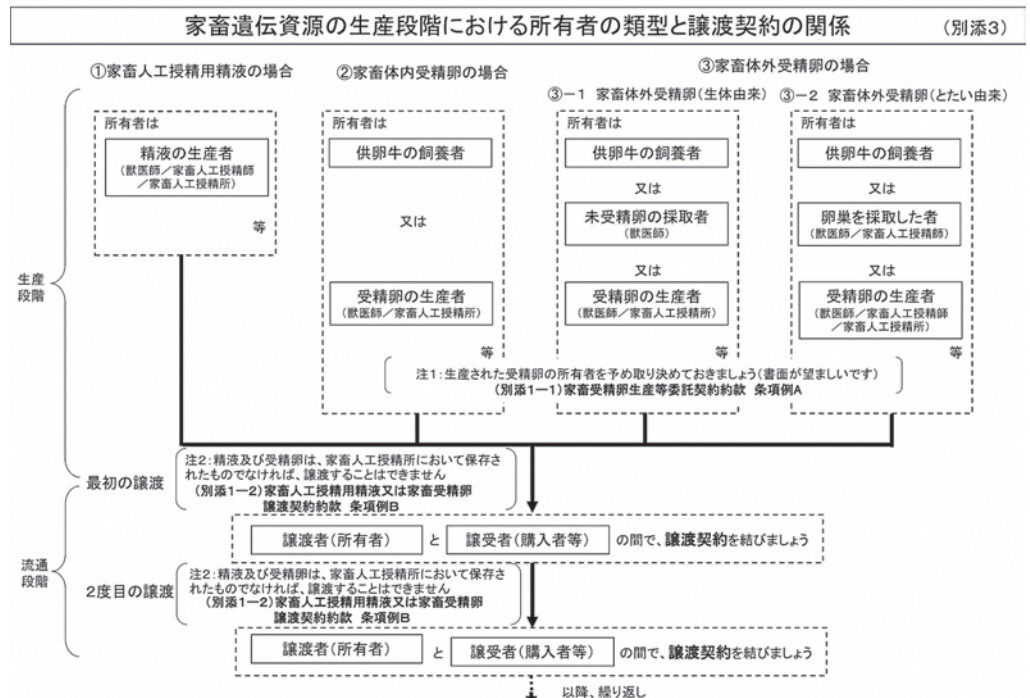 家畜遺伝資源の生産段階における所有者の類型と譲渡契約の関係
(別添3)
①家畜人工授精用精液の場合
②家畜体内受精卵の場合
③家畜体外受精卵の場合
③-1 家畜体外受精卵(生体由来)
③-2 家畜体外受精卵(とたい由来)
生産
段階
所有者は
精液の生産者
(獣医師/家畜人工授精師
/家畜人工授精所)
等
所有者は
供卵牛の飼養者
又は
受精卵の生産者
(獣医師/家畜人工授精所)
等
所有者は
供卵牛の飼養者
又は
未受精卵の採取者
(獣医師)
又は
受精卵の生産者
(獣医師/家畜人工授精所)
等
所有者は
供卵牛の飼養者
又は
卵巣を採取した者
(獣医師/家畜人工授精師)
又は
受精卵の生産者
(獣医師/家畜人工授精師
/家畜人工授精所)
等
注1:生産された受精卵の所有者を予め取り決めておきましょう(書面が望ましいです)
(別添1-1)家畜受精卵生産等委託契約約款 条項例A
流通
段階
最初の譲渡
注2:精液及び受精卵は、家畜人工授精所において保存さ
れたものでなければ、譲渡することはできません
(別添1-2)家畜人工授精用精液又は家畜受精卵
譲渡契約約款 条項例B
譲渡者(所有者) と 譲受者(購入者等) の間で、譲渡契約を結びましょう
2度目の譲渡
注2:精液及び受精卵は、家畜人工授精所において保存さ
れたものでなければ、譲渡することはできません
(別添1-2)家畜人工授精用精液又は家畜受精卵
譲渡契約約款 条項例B
譲渡者(所有者) と 譲受者(購入者等) の間で、譲渡契約を結びましょう
以降、繰り返し